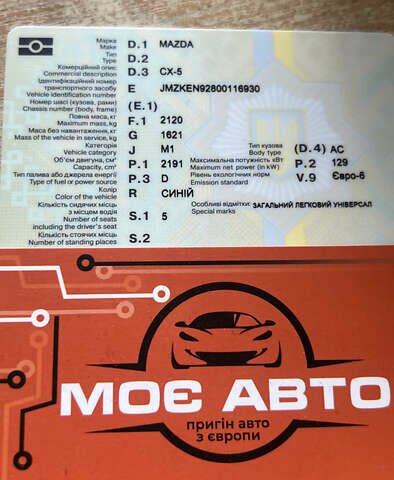 Марка
Make D.1 MAZDA
Тип
Type D.2
Комерційний опис
Commercial description D.3 CX-5
Ідентифікаційний номер
транспортного засобу
Vehicle identification number E JMZKEN92800116930
Номер шасі (кузова, рами)
Chassis number (body, frame) (E.1)
Повна маса, кг
Maximum mass, kg F.1 2120
Маса без навантаження, кг
Mass of the vehicle in service, kg G 1621
Категорія Тип кузова
Vehicle category J M1 Body type (D.4) AC
Об'єм двигуна, см³ Максимальна потужність кВт
Capacity, cm³ P.1 2191 Maximum net power (in kW) P.2 129
Тип палива або джерела енергії Рівень екологічних норм
Type of fuel or power source P.3 D Emission standard V.9 Євро-6
Колір
Color of the vehicle R СИНІЙ
Кількість сидячих місць Особливі відмітки: ЗАГАЛЬНИЙ ЛЕГКОВИЙ УНІВЕРСАЛ
з місцем водія Special marks
Number of seats S.1 5
including the driver's seat
Кількість стоячих місць
Number of standing places S.2
МОЄ АВТО
пригін авто
з європи